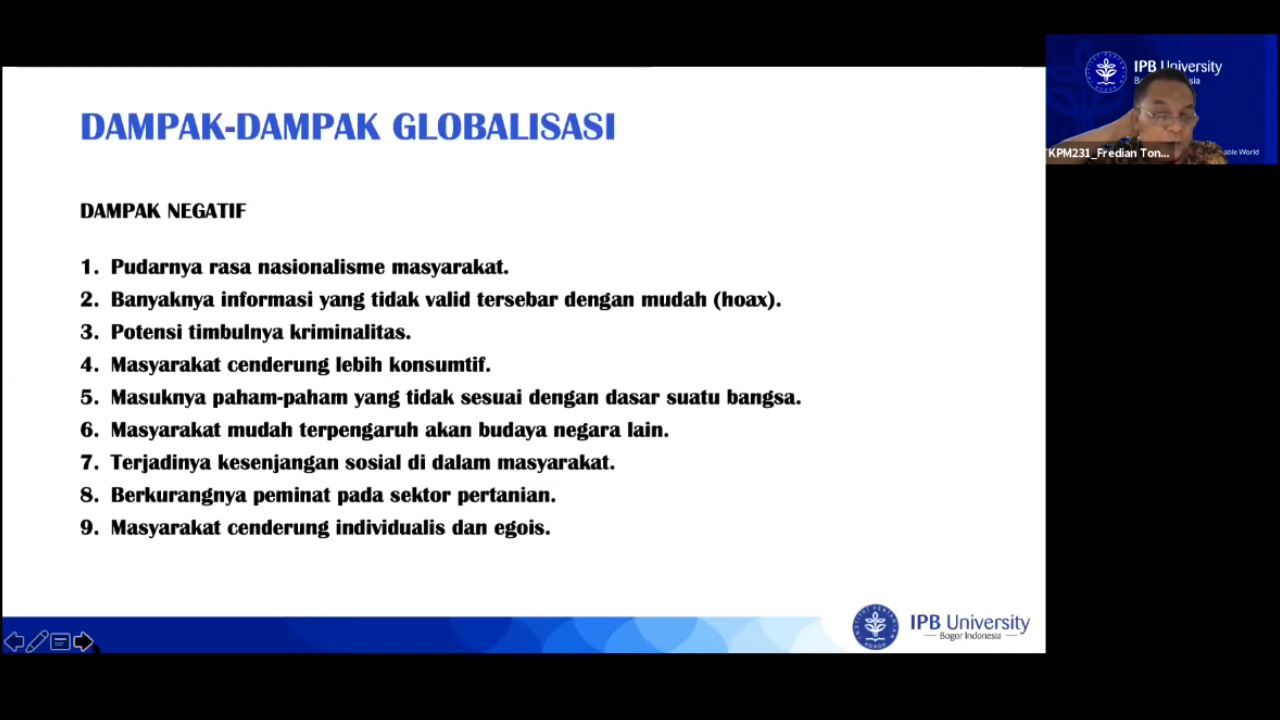 DAMPAK-DAMPAK GLOBALISASI
DAMPAK NEGATIF
1. Pudarnya rasa nasionalisme masyarakat.
2. Banyaknya informasi yang tidak valid tersebar dengan mudah (hoax).
3. Potensi timbulnya kriminalitas.
4. Masyarakat cenderung lebih konsumtif.
5. Masuknya paham-paham yang tidak sesuai dengan dasar suatu bangsa.
6. Masyarakat mudah terpengaruh akan budaya negara lain.
7. Terjadinya kesenjangan sosial di dalam masyarakat.
8. Berkurangnya peminat pada sektor pertanian.
9. Masyarakat cenderung individualis dan egois.
IPB University
Bogor Indonesia
IPB University
KPM231_Fredian Ton...
able World